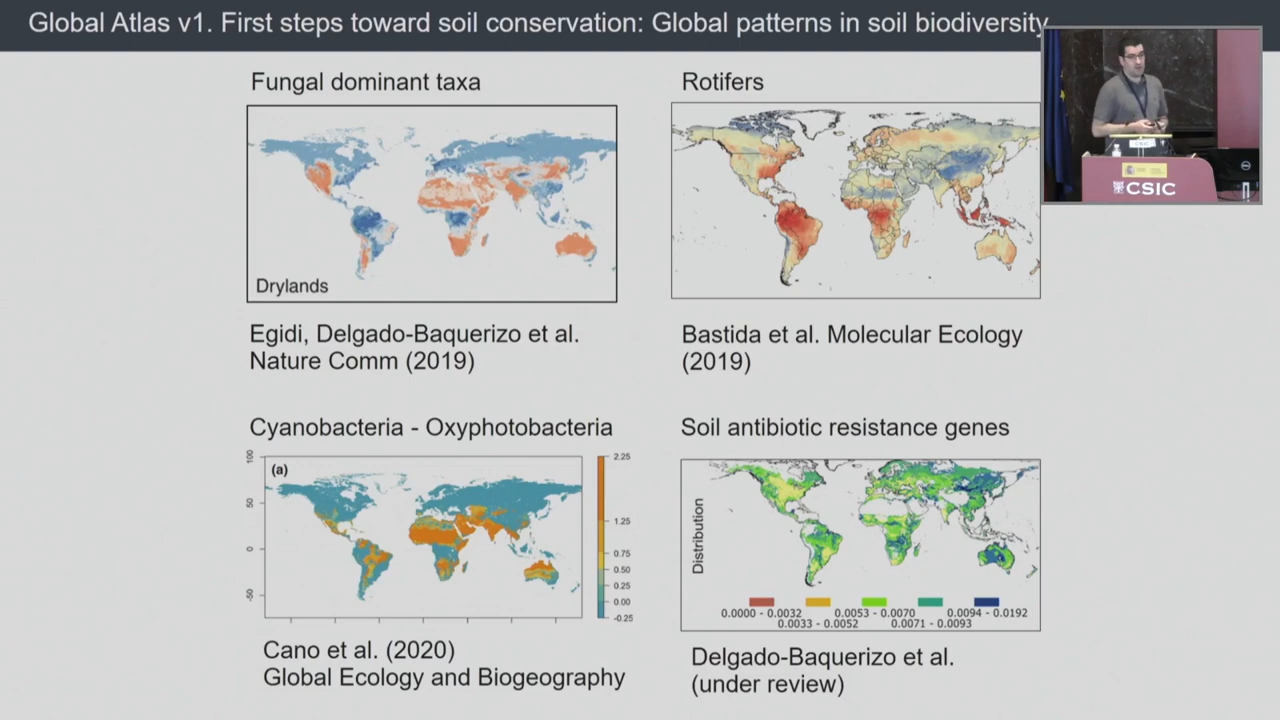 Global Atlas v1. First steps toward soil conservation: Global patterns in soil biodiversity
Fungal dominant taxa
Drylands
Egidi, Delgado-Baquerizo et al.
Nature Comm (2019)
Rotifers
Bastida et al. Molecular Ecology
(2019)
CSIC
CSIC
DELL
Cyanobacteria - Oxyphotobacteria
(a)
100
50
0
-50
2.25
1.25
0.75
0.50
0.25
0.00
-0.25
Cano et al. (2020)
Global Ecology and Biogeography
Soil antibiotic resistance genes
Distribution
0.0000 - 0.0032
0.0053 - 0.0070
0.0094 - 0.0192
0.0033 - 0.0052
0.0071 - 0.0093
Delgado-Baquerizo et al.
(under review)